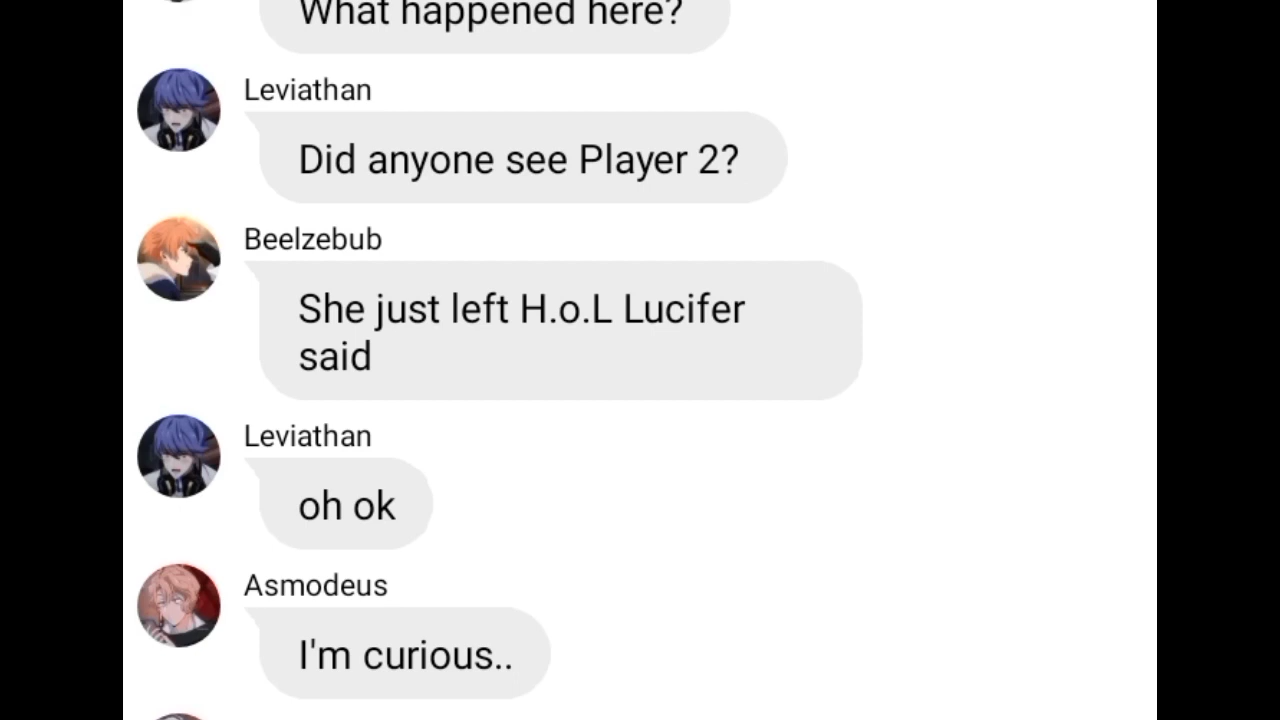 What happened here?
Leviathan
Did anyone see Player 2?
Beelzebub
She just left H.o.L Lucifer
said
Leviathan
oh ok
Asmodeus
I'm curious..